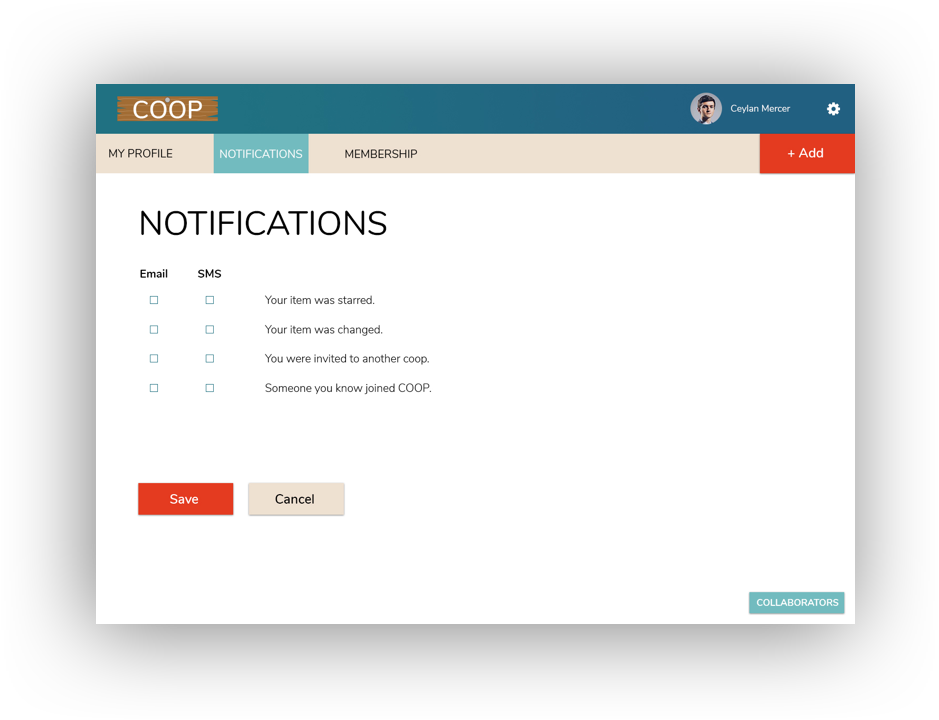 COOP
Ceylan Mercer
MY PROFILE
NOTIFICATIONS
MEMBERSHIP
+ Add
NOTIFICATIONS
Email SMS
Your item was starred.
Your item was changed.
You were invited to another coop.
Someone you know joined COOP.
Save
Cancel
COLLABORATORS